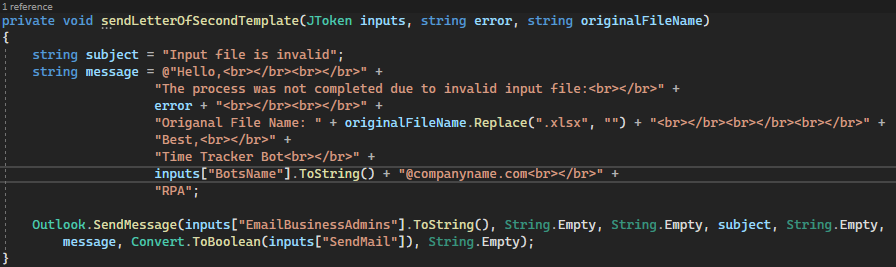 1 reference
private void sendLetterOfSecondTemplate(JToken inputs, string error, string originalFileName)
{
string subject = "Input file is invalid";
string message = @"Hello,<br></br><br></br>" +
"The process was not completed due to invalid input file:<br></br>" +
error + "<br></br><br></br>" +
"Origanal File Name: " + originalFileName.Replace(".xlsx", "") + "<br></br><br></br><br></br>" +
"Best,<br></br>" +
"Time Tracker Bot<br></br>" +
inputs["BotsName"].ToString() + "@companyname.com<br></br>" +
"RPA";
Outlook.SendMessage(inputs["EmailBusinessAdmins"].ToString(), String.Empty, String.Empty, subject, String.Empty,
message, Convert.ToBoolean(inputs["SendMail"]), String.Empty);
}